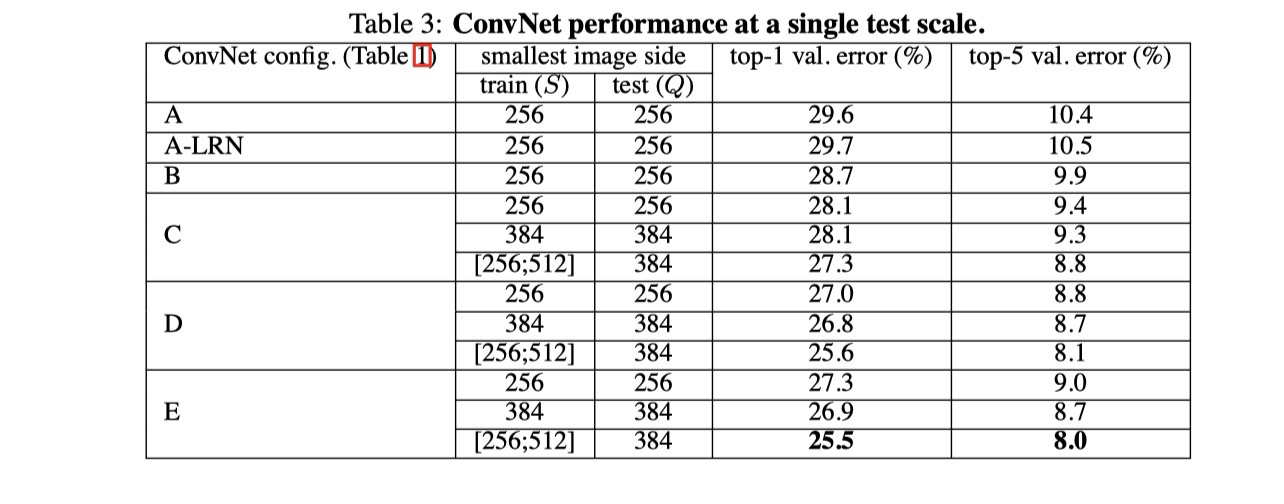 Table 3: ConvNet performance at a single test scale.
ConvNet config. (Table 1) smallest image side top-1 val. error (%) top-5 val. error (%)
train (S) test (Q)
A 256 256 29.6 10.4
A-LRN 256 256 29.7 10.5
B 256 256 28.7 9.9
256 256 28.1 9.4
C 384 384 28.1 9.3
[256;512] 384 27.3 8.8
256 256 27.0 8.8
D 384 384 26.8 8.7
[256;512] 384 25.6 8.1
256 256 27.3 9.0
E 384 384 26.9 8.7
[256;512] 384 25.5 8.0